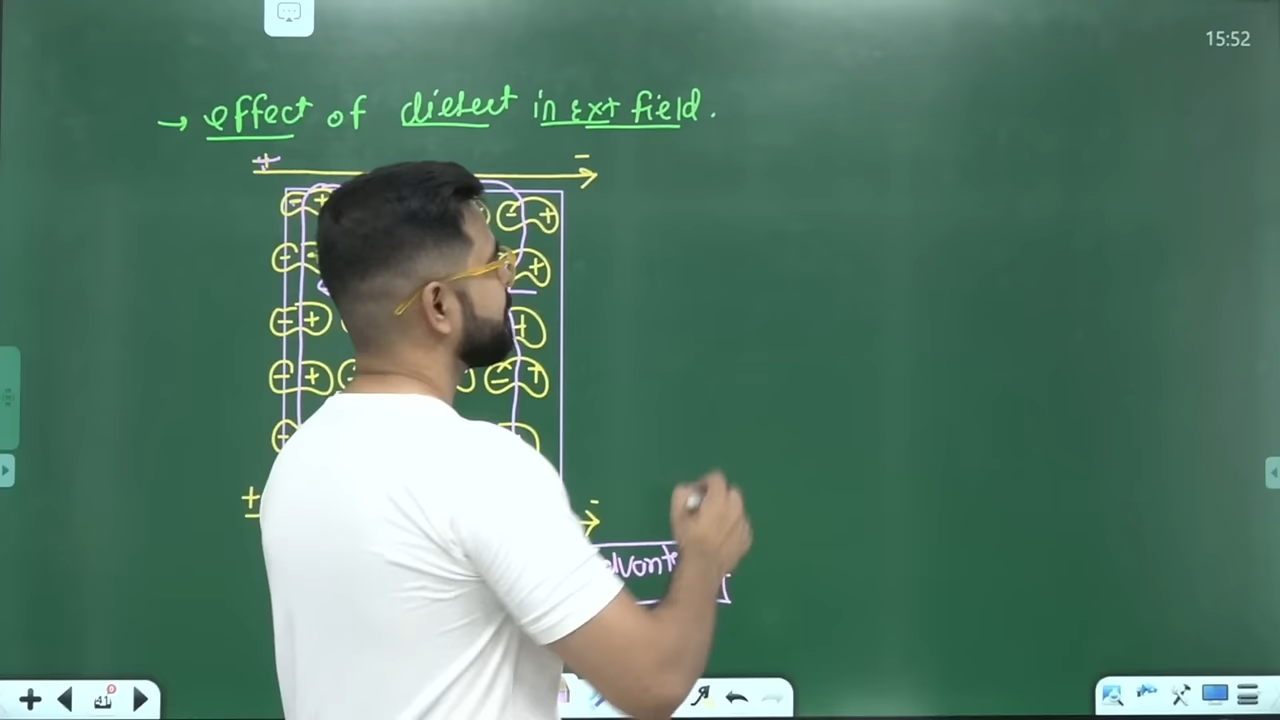 15:52
→ effect of dielect in Ext field.
+ -
- + - +
- +
- + +
- + - +
-
+ -